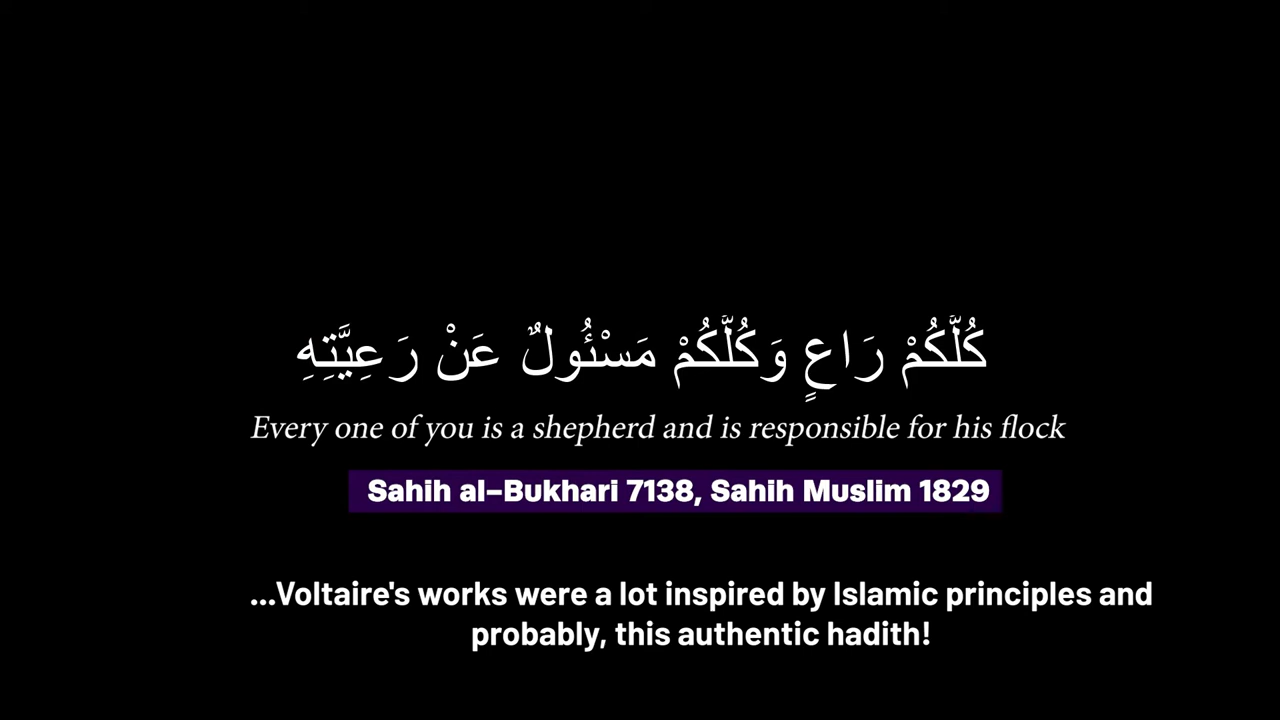 كُلُّكُمْ رَاعٍ وَكُلُّكُمْ مَسْئُولٌ عَنْ رَعِيَّتِهِ
Every one of you is a shepherd and is responsible for his flock
Sahih al-Bukhari 7138, Sahih Muslim 1829
...Voltaire's works were a lot inspired by Islamic principles and
probably, this authentic hadith!